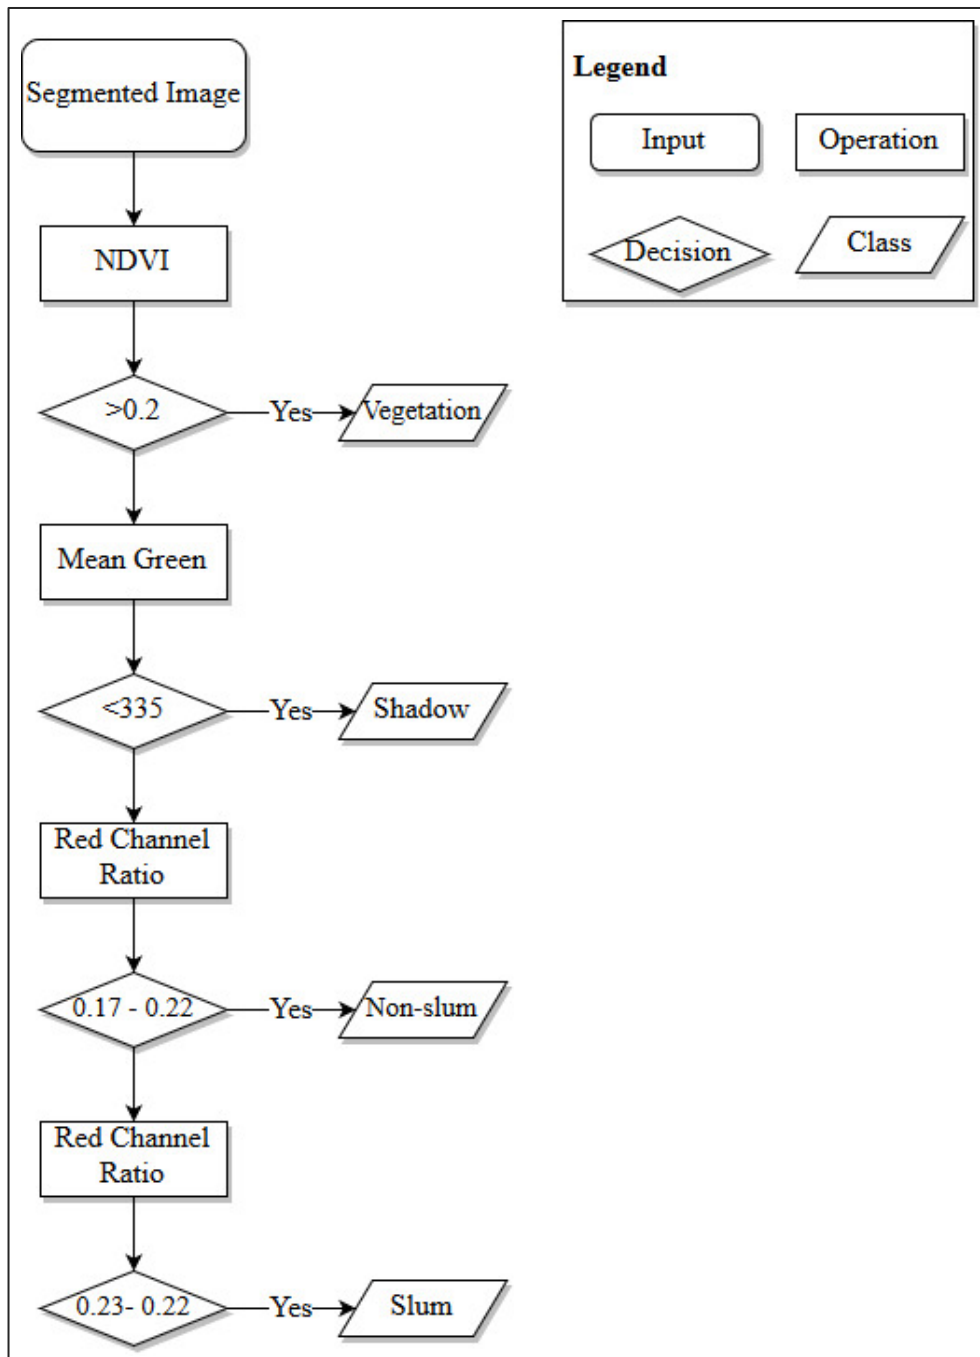 Segmented Image
NDVI
>0.2
Yes
Vegetation
Mean Green
<335
Yes
Shadow
Red Channel
Ratio
0.17 - 0.22
Yes
Non-slum
Red Channel
Ratio
0.23- 0.22
Yes
Slum
Legend
Input
Operation
Decision
Class